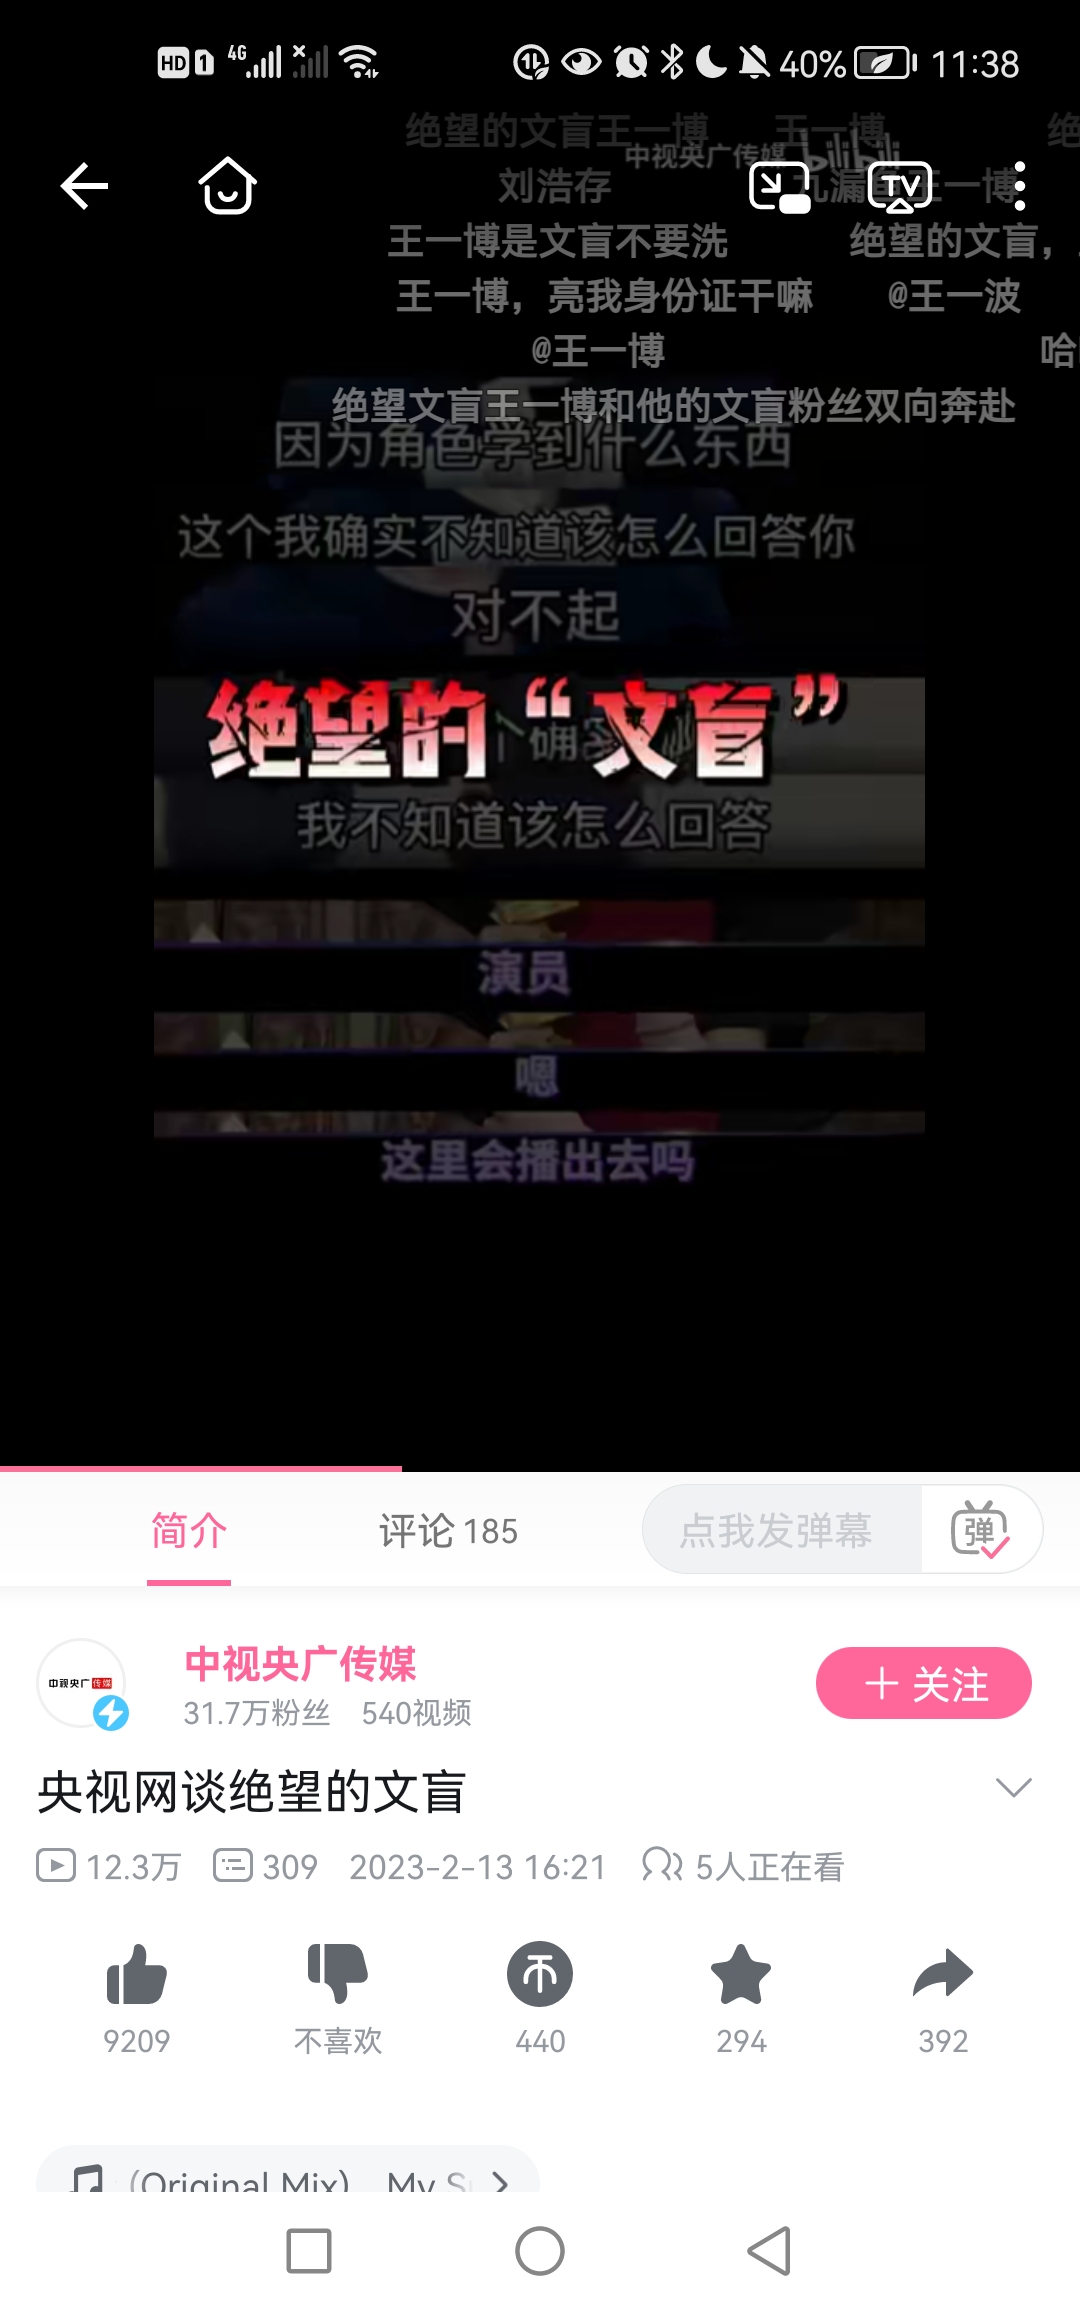 HD 1 4G 40% 11:38
绝望的文盲王一博 王一博 绝
中视央广传媒 bilibili
刘浩存 九漏鱼王一博
TV
王一博是文盲不要洗 绝望的文盲，
王一博，亮我身份证干嘛 @王一波
@王一博 哈
绝望文盲王一博和他的文盲粉丝双向奔赴
因为角色学到什么东西
这个我确实不知道该怎么回答你
对不起
绝望的“文盲”
我不知道该怎么回答
演员
嗯
这里会播出去吗
简介 评论 185 点我发弹幕 弹
中视央广传媒
中视央广传媒
31.7万粉丝 540视频
＋ 关注
央视网谈绝望的文盲
12.3万 309 2023-2-13 16:21 5人正在看
9209 不喜欢 440 294 392
(Original Mix) My S